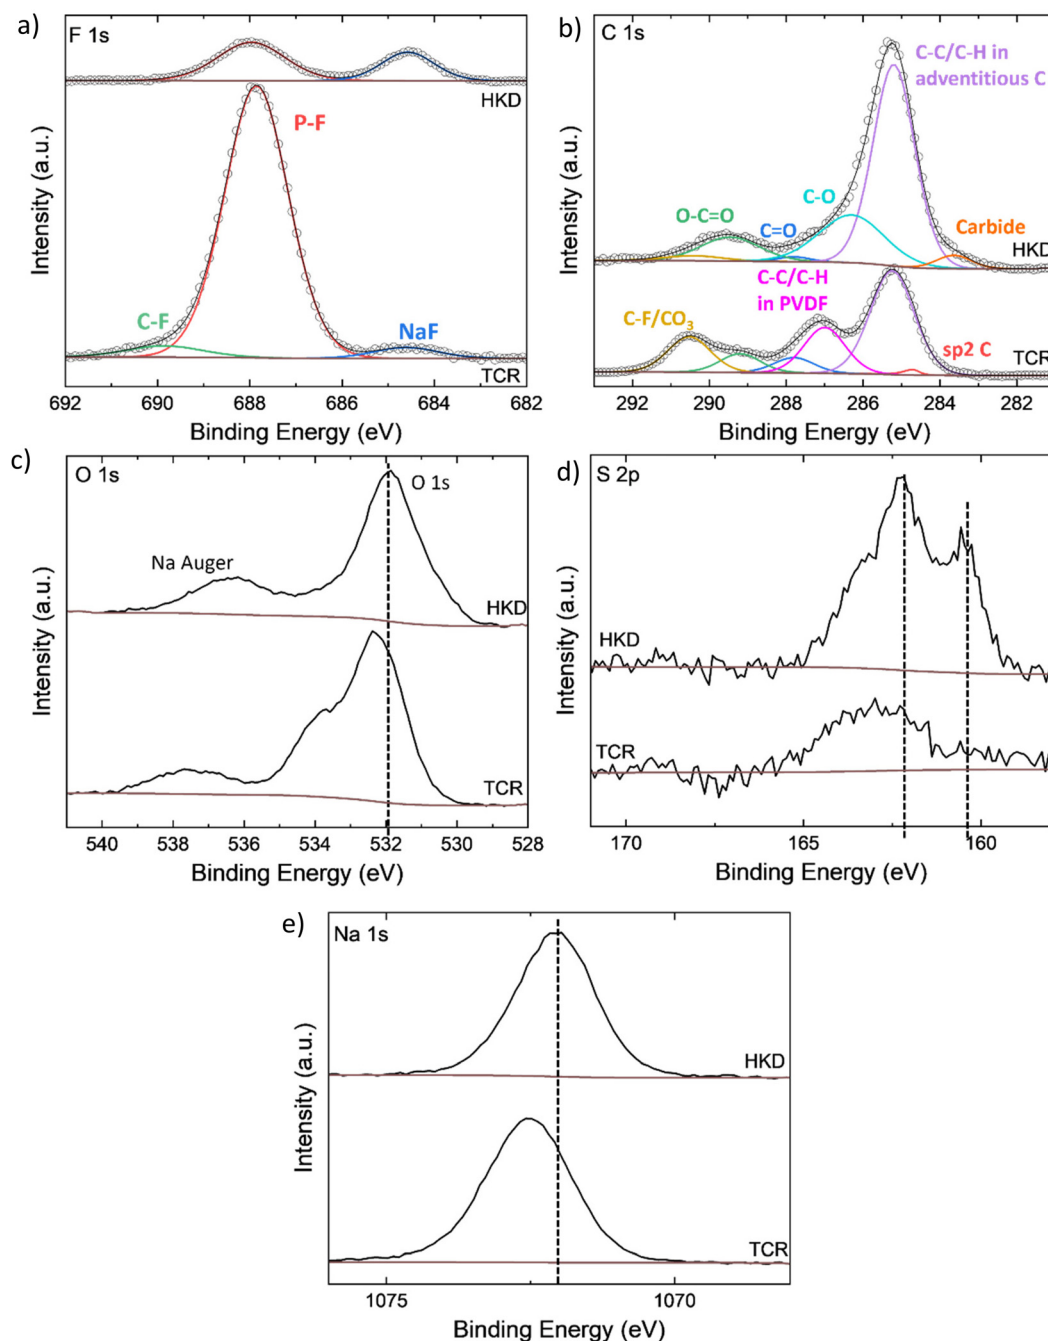 a)
F 1s
HKD
P-F
C-F
NaF
TCR
692 690 688 686 684 682
Binding Energy (eV)
Intensity (a.u.)
b)
C 1s
C-C/C-H in
adventitious C
C-O
O-C=O
C=O
Carbide
HKD
C-C/C-H
in PVDF
C-F/CO₃
sp2 C
TCR
292 290 288 286 284 282
Binding Energy (eV)
Intensity (a.u.)
c)
O 1s
O 1s
Na Auger
HKD
TCR
540 538 536 534 532 530 528
Binding Energy (eV)
Intensity (a.u.)
d)
S 2p
HKD
TCR
170 165 160
Binding Energy (eV)
Intensity (a.u.)
e)
Na 1s
HKD
TCR
1075 1070
Binding Energy (eV)
Intensity (a.u.)